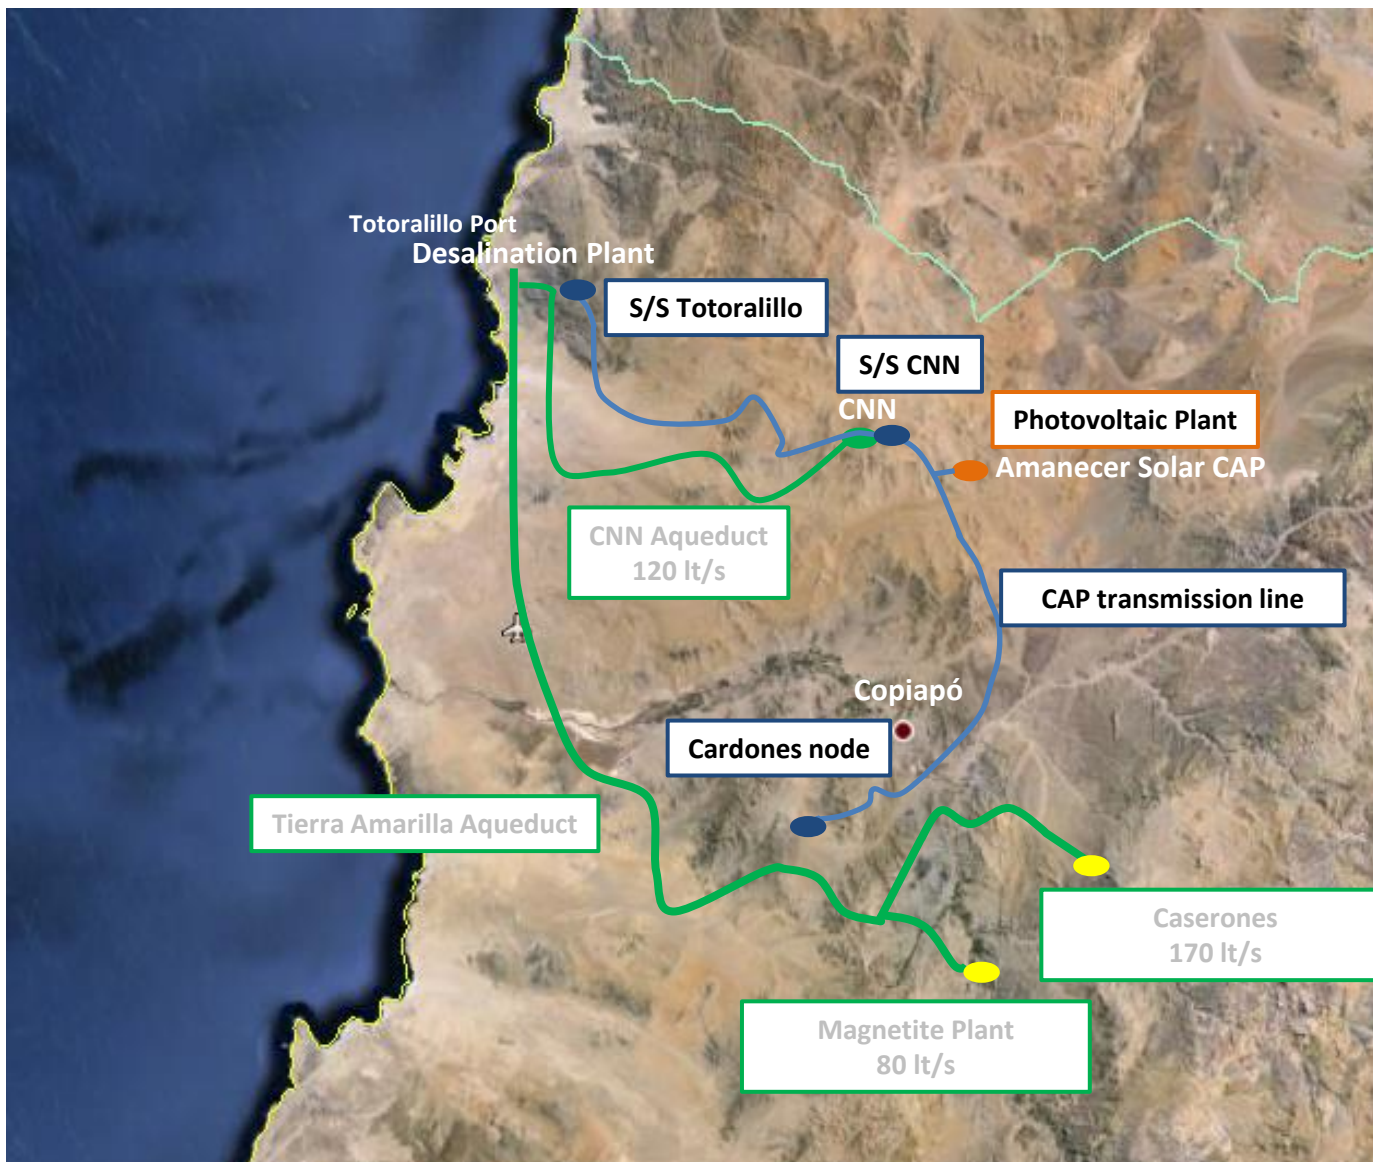 Totoralillo Port
Desalination Plant
S/S Totoralillo
S/S CNN
CNN
Photovoltaic Plant
Amanecer Solar CAP
CNN Aqueduct
120 lt/s
CAP transmission line
Copiapó
Cardones node
Tierra Amarilla Aqueduct
Caserones
170 lt/s
Magnetite Plant
80 lt/s